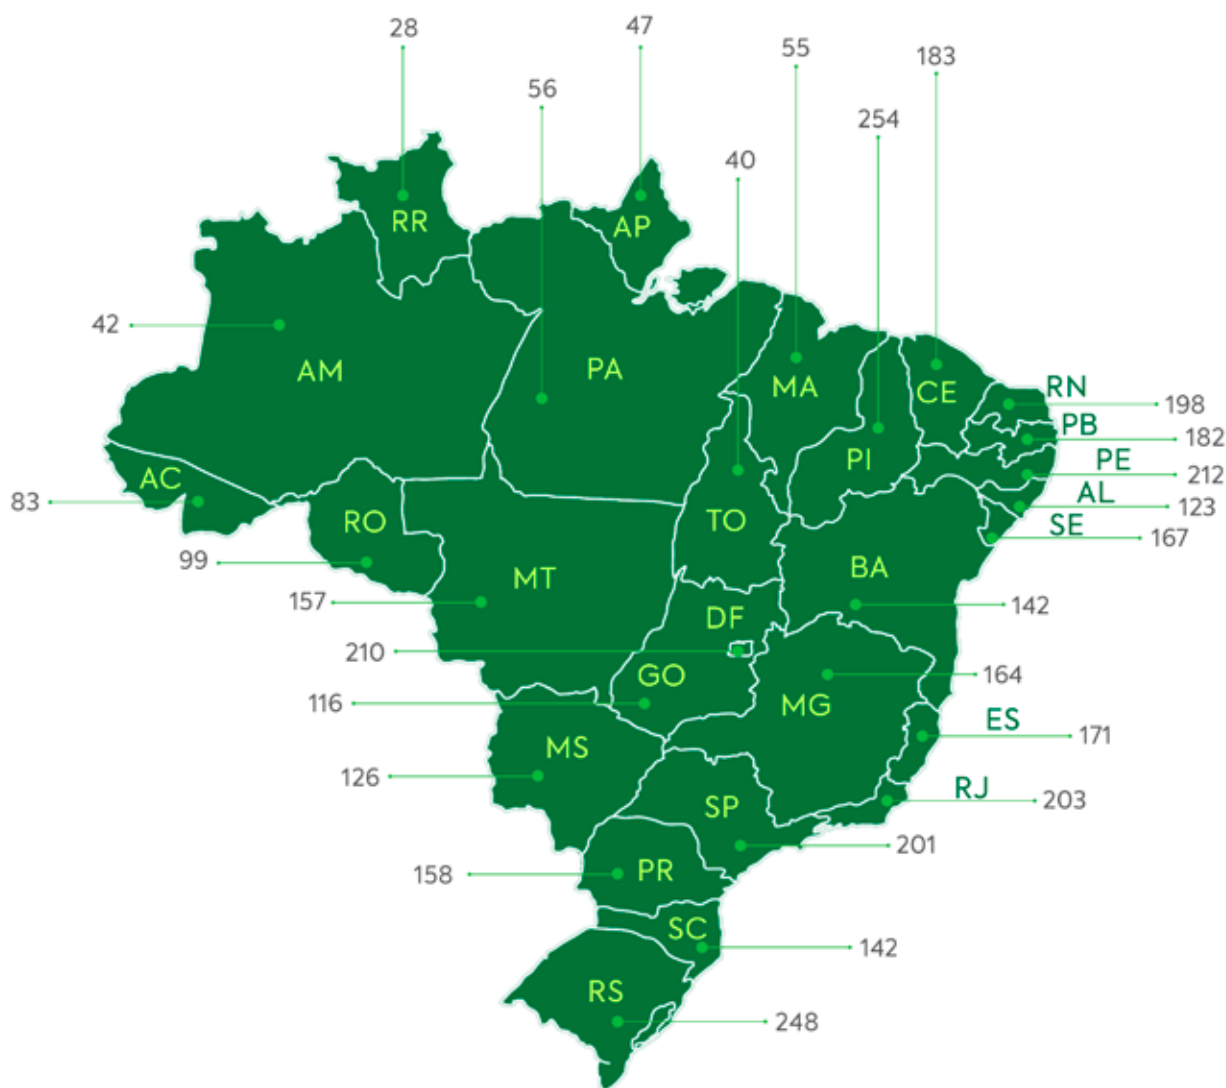 28
47
55
183
56
254
40
RR
AP
42
AM
PA
MA
CE
RN
198
PB
182
PI
PE
212
AC
83
AL
123
RO
TO
SE
167
99
MT
BA
157
142
DF
210
GO
164
116
MG
ES
171
MS
126
SP
RJ
203
201
158
PR
SC
142
RS
248